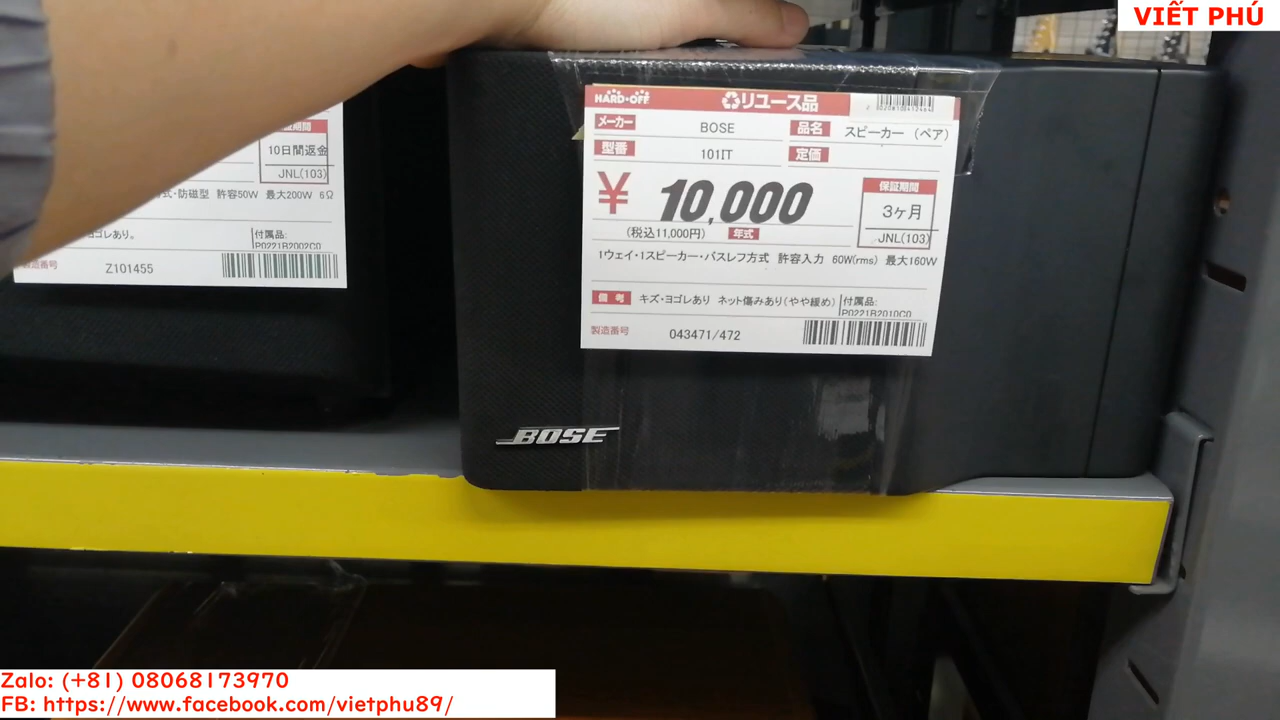 VIẾT PHÚ
HARD・OFF リユース品
メーカー BOSE 品名 スピーカー (ペア)
型番 101IT 定価
¥ 10,000 保証期間
3ヶ月
(税込11,000円) 年式 JNL(103)
1ウェイ・1スピーカー・バスレフ方式 許容入力 60W(rms) 最大160W
備考 キズ・ヨゴレあり ネット傷みあり(やや緩め) 付属品:
P0221B2010C0
製造番号 043471/472
BOSE
証期間
10日間返金
JNL(103)
式・防磁型 許容50W 最大200W 6Ω
ヨゴレあり。 付属品:
P0221B2002C0
製造番号 Z101455
Zalo: (+81) 08068173970
FB: https://www.facebook.com/vietphu89/